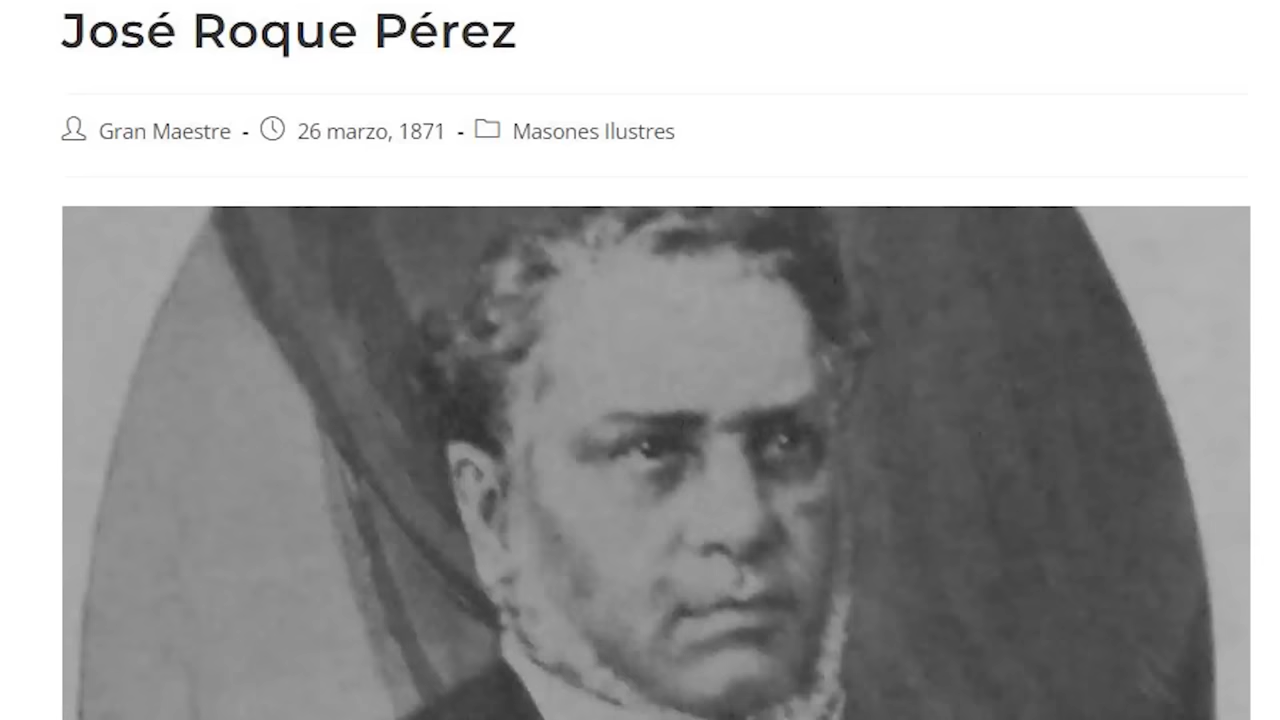 José Roque Pérez
Gran Maestre - 26 marzo, 1871 - Masones Ilustres